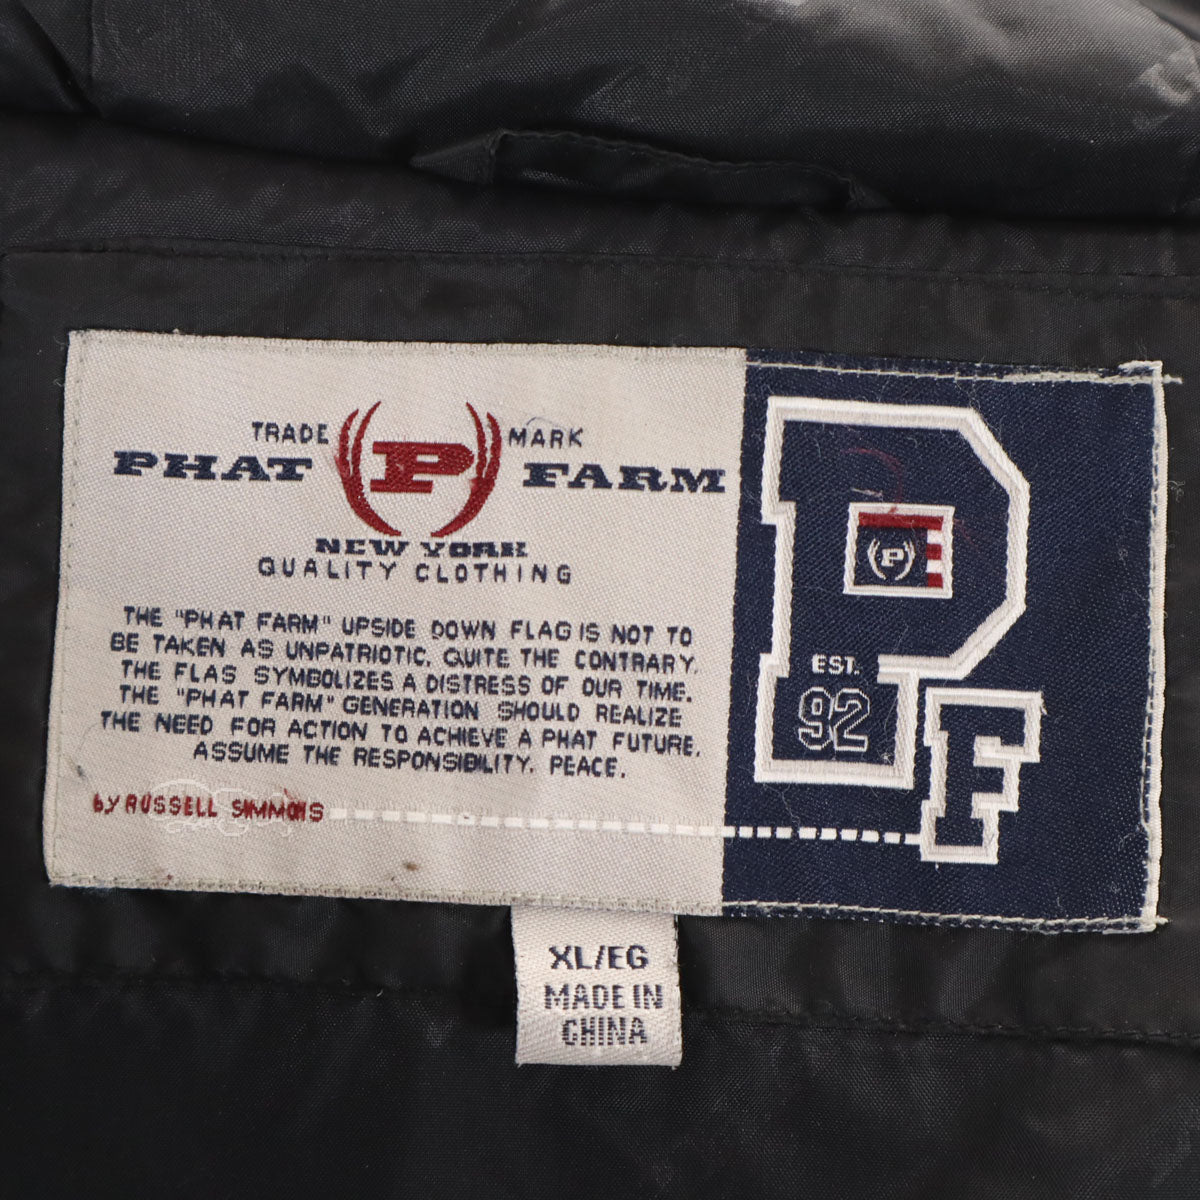 TRADE P MARK
PHAT FARM
NEW YORK
QUALITY CLOTHING
THE "PHAT FARM" UPSIDE DOWN FLAG IS NOT TO
BE TAKEN AS UNPATRIOTIC. QUITE THE CONTRARY.
THE FLAS SYMBOLIZES A DISTRESS OF OUR TIME.
THE "PHAT FARM" GENERATION SHOULD REALIZE
THE NEED FOR ACTION TO ACHIEVE A PHAT FUTURE.
ASSUME THE RESPONSIBILITY. PEACE.
by RUSSELL SIMMONS
P
P
EST.
92
F
XL/EG
MADE IN
CHINA